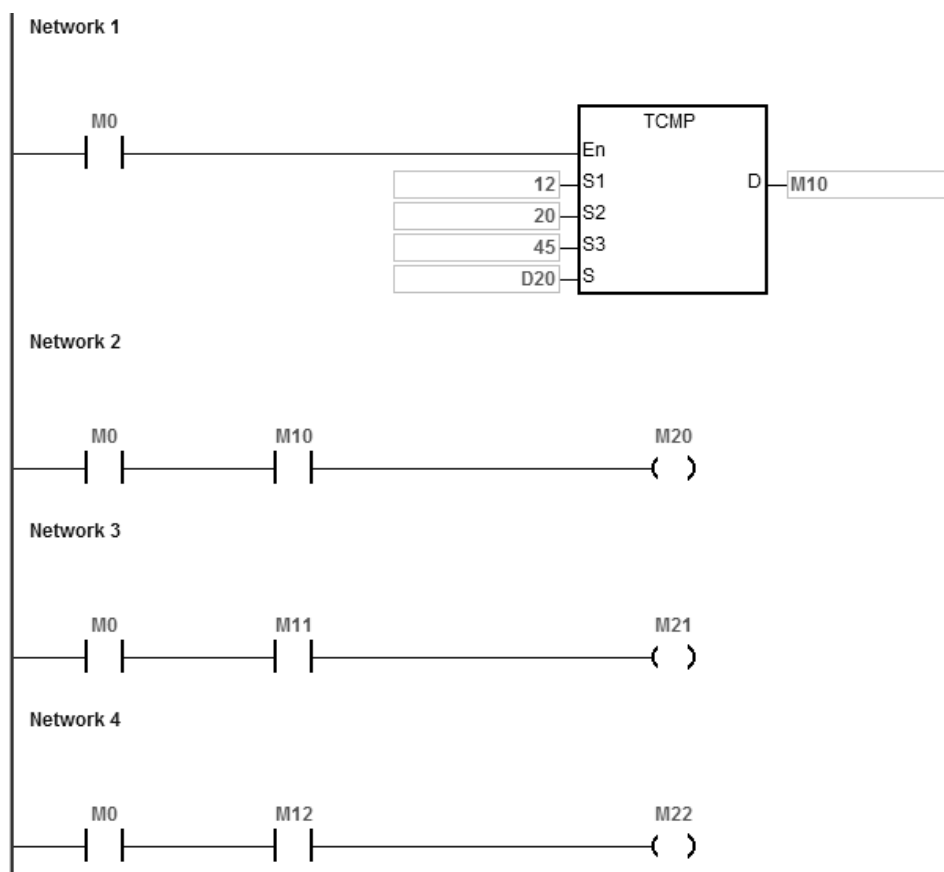 Network 1
M0
TCMP
En
12 S1 D M10
20 S2
45 S3
D20 S
Network 2
M0 M10 M20
Network 3
M0 M11 M21
Network 4
M0 M12 M22